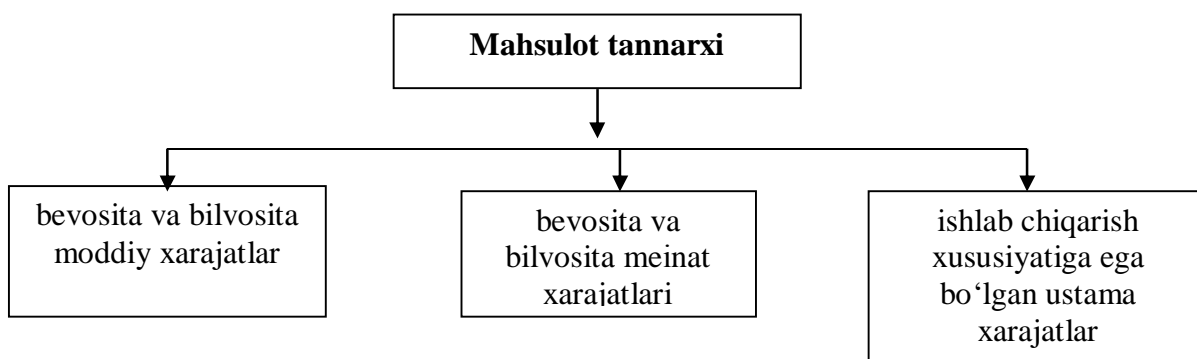 Mahsulot tannarxi
bevosita va bilvosita
moddiy xarajatlar
bevosita va
bilvosita meinat
xarajatlari
ishlab chiqarish
xususiyatiga ega
bo‘lgan ustama
xarajatlar